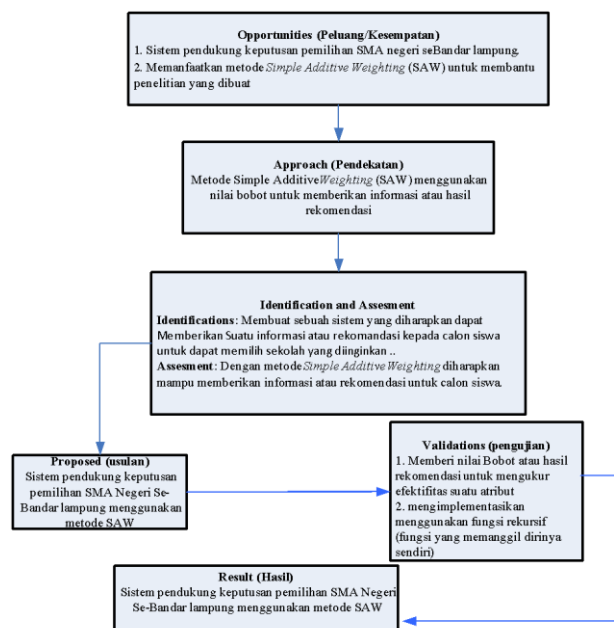 Opportunities (Peluang/Kesempatan)
1. Sistem pendukung keputusan pemilihan SMA negeri seBandar lampung.
2. Memanfaatkan metode Simple Additive Weighting (SAW) untuk membantu
penelitian yang dibuat
Approach (Pendekatan)
Metode Simple Additive Weighting (SAW) menggunakan
nilai bobot untuk memberikan informasi atau hasil
rekomendasi
Identification and Assesment
Identifications: Membuat sebuah sistem yang diharapkan dapat
Memberikan Suatu informasi atau rekomandasi kepada calon siswa
untuk dapat memilih sekolah yang diinginkan ..
Assesment: Dengan metode Simple Additive Weighting diharapkan
mampu memberikan informasi atau rekomendasi untuk calon siswa.
Proposed (usulan)
Sistem pendukung keputusan
pemilihan SMA Negeri Se-
Bandar lampung menggunakan
metode SAW
Validations (pengujian)
1. Memberi nilai Bobot atau hasil
rekomendasi untuk mengukur
efektifitas suatu atribut
2. mengimplementasikan
menggunakan fungsi rekursif
(fungsi yang memanggil dirinya
sendiri)
Result (Hasil)
Sistem pendukung keputusan pemilihan SMA Negeri
Se-Bandar lampung menggunakan metode SAW